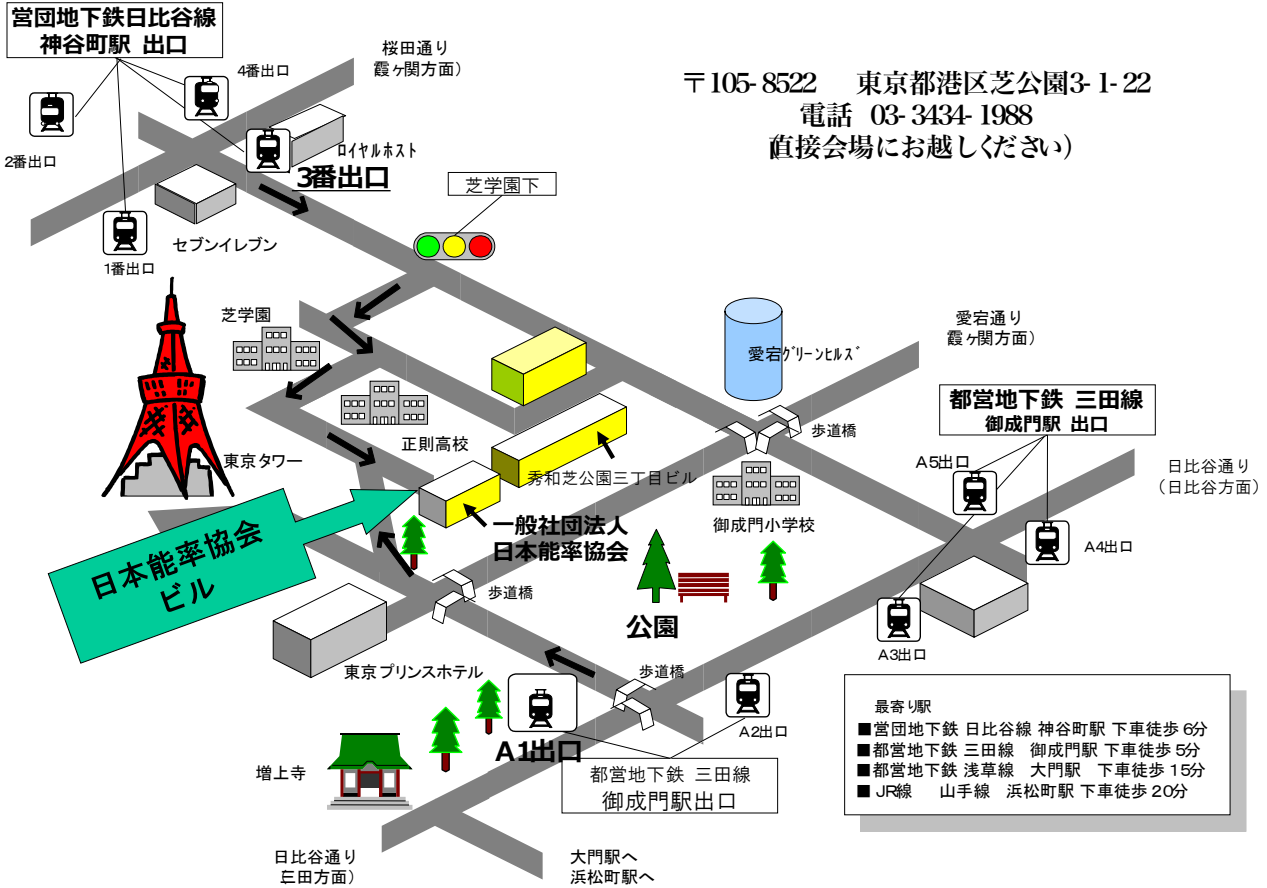 営団地下鉄日比谷線
神谷町駅 出口
桜田通り
霞ヶ関方面）
4番出口
2番出口
ロイヤルホスト
3番出口
1番出口
セブンイレブン
〒105-8522 東京都港区芝公園3-1-22
電話 03-3434-1988
直接会場にお越しください）
芝学園下
芝学園
愛宕グリーンヒルズ
愛宕通り
霞ヶ関方面）
都営地下鉄 三田線
御成門駅 出口
歩道橋
正則高校
東京タワー
秀和芝公園三丁目ビル
A5出口
日比谷通り
（日比谷方面）
御成門小学校
一般社団法人
日本能率協会
日本能率協会
ビル
A4出口
歩道橋
公園
A3出口
東京プリンスホテル
歩道橋
A2出口
A1出口
増上寺
都営地下鉄 三田線
御成門駅出口
最寄り駅
■営団地下鉄 日比谷線 神谷町駅 下車徒歩 6分
■都営地下鉄 三田線 御成門駅 下車徒歩 5分
■都営地下鉄 浅草線 大門駅 下車徒歩 15分
■JR線 山手線 浜松町駅 下車徒歩 20分
日比谷通り
三田方面）
大門駅へ
浜松町駅へ